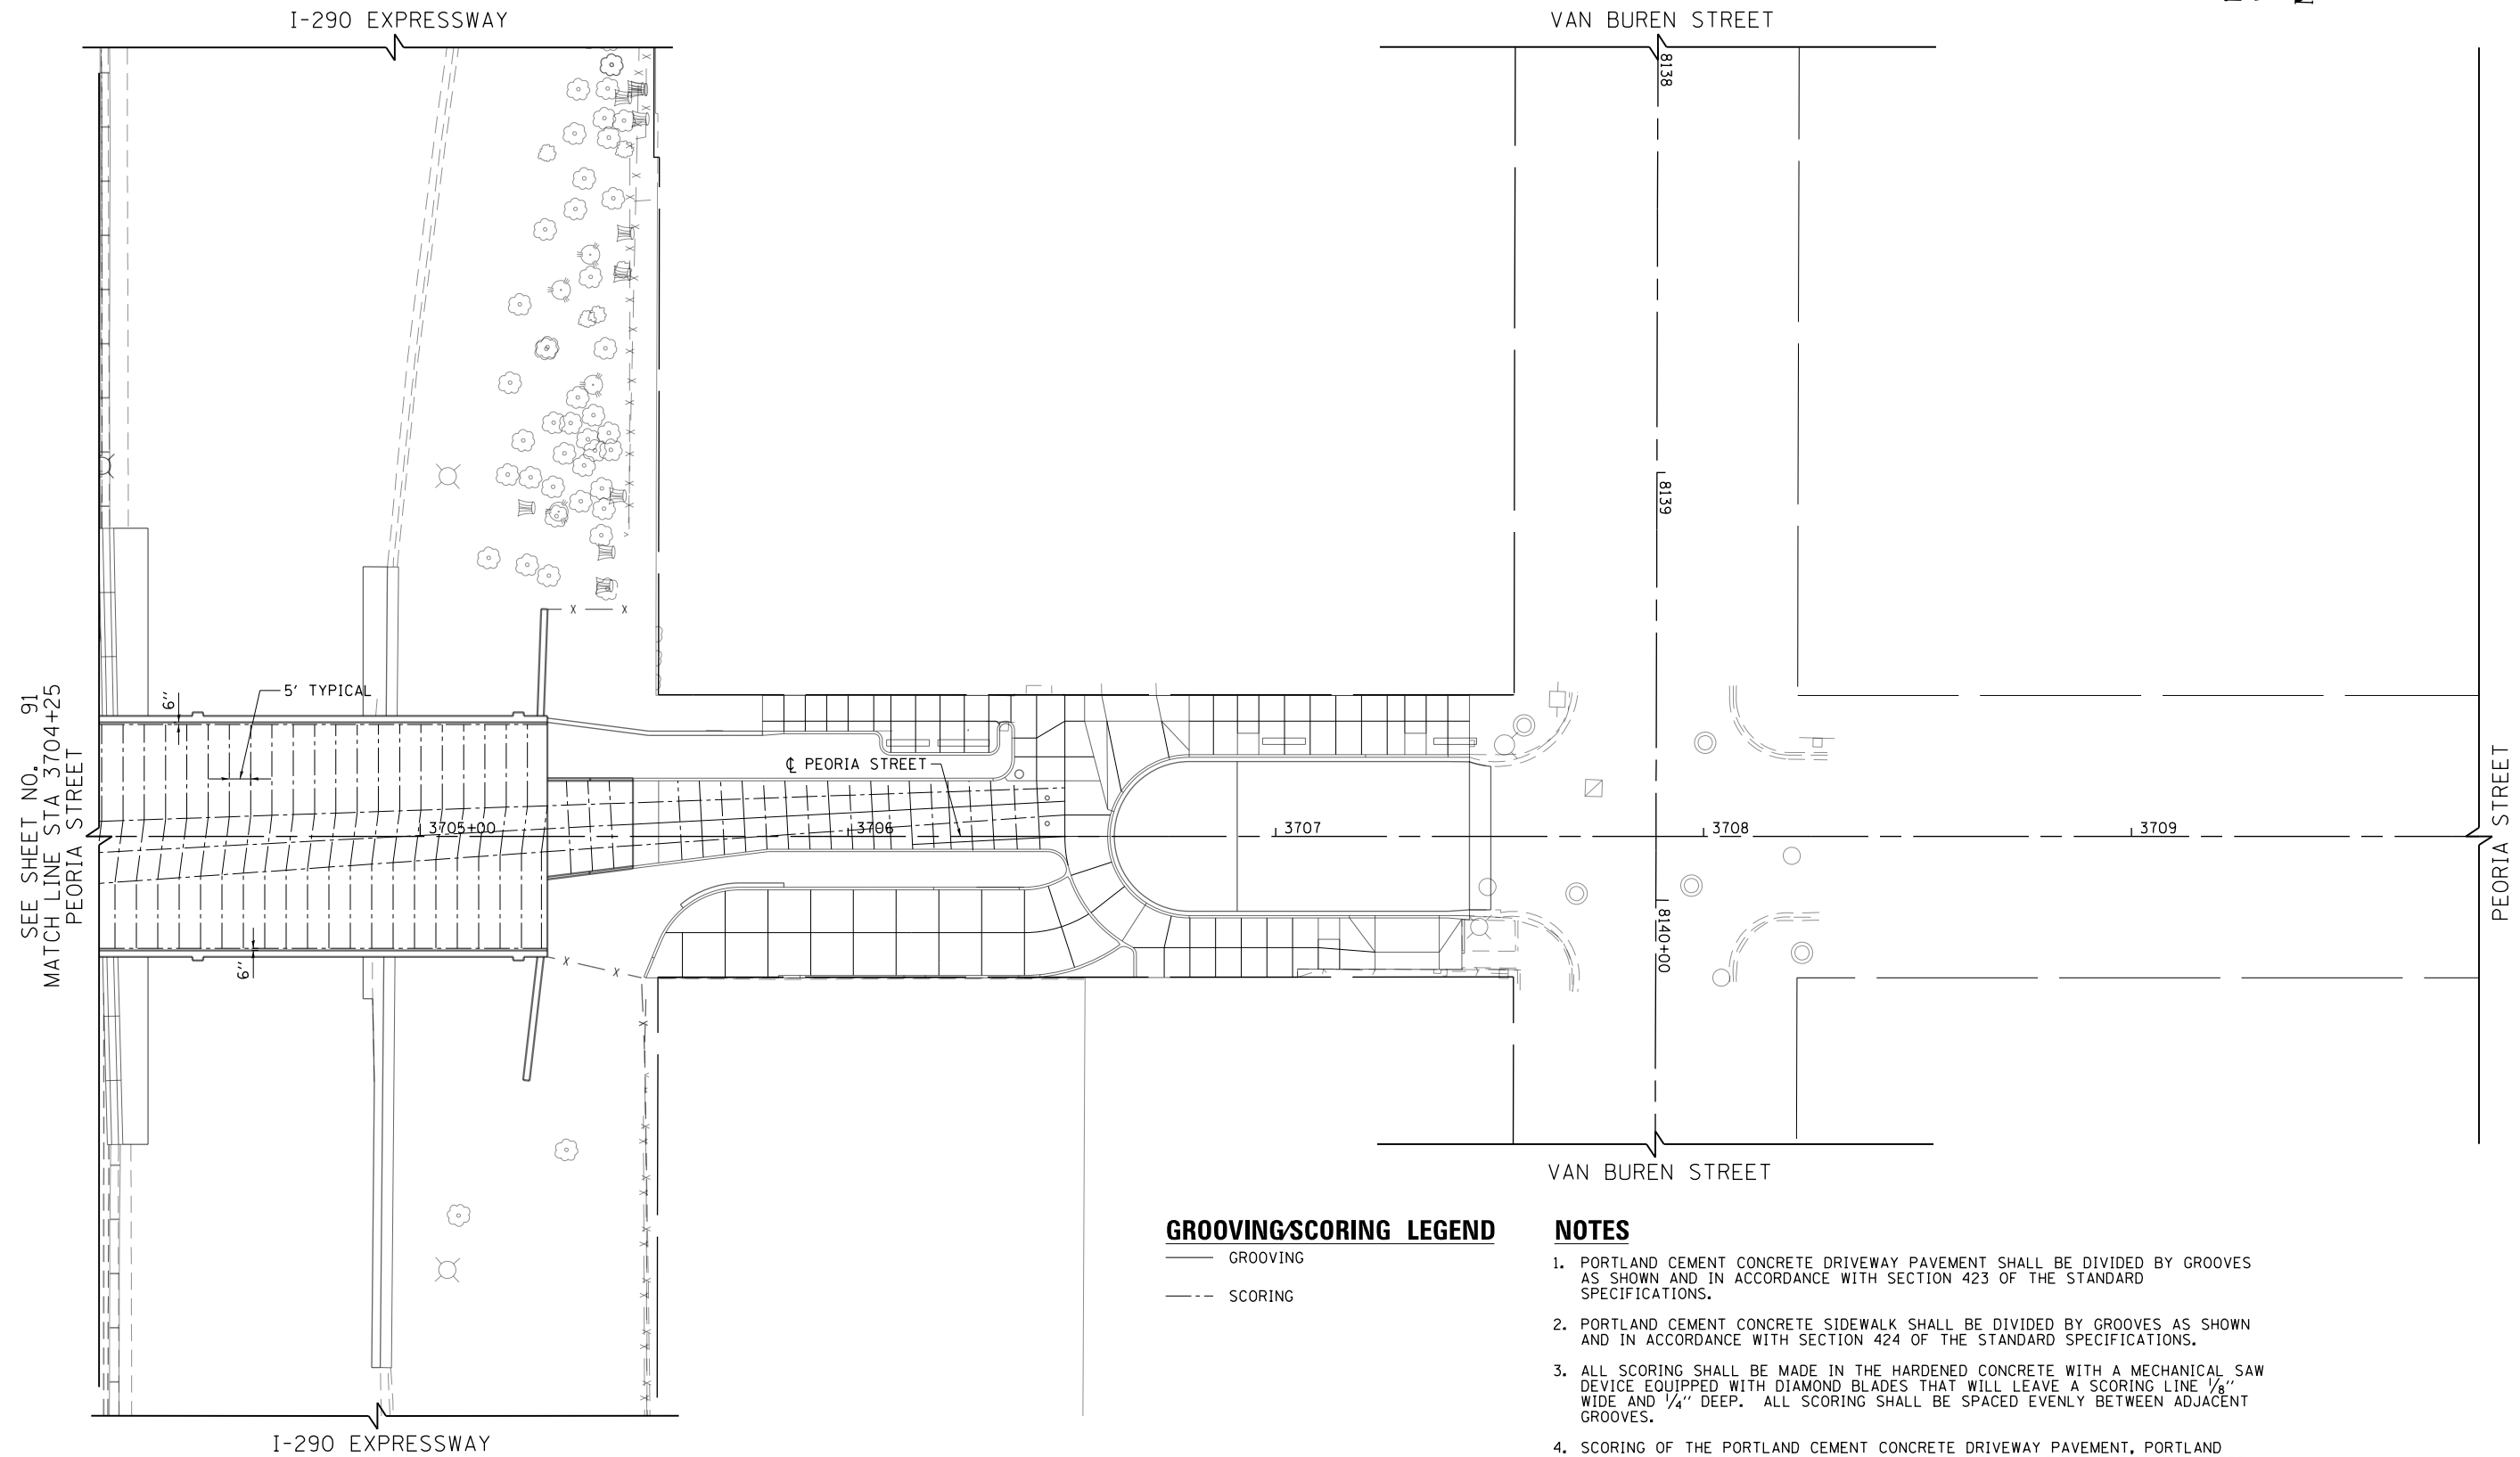 I-290 EXPRESSWAY
VAN BUREN STREET
8138
8139
SEE SHEET NO. 91
MATCH LINE STA 3704+25
PEORIA STREET
6"
5' TYPICAL
℄ PEORIA STREET
3705+00
3706
3707
3708
3709
PEORIA STREET
6"
8140+00
X
X
X
X
VAN BUREN STREET
GROOVING/SCORING LEGEND
GROOVING
SCORING
NOTES
1. PORTLAND CEMENT CONCRETE DRIVEWAY PAVEMENT SHALL BE DIVIDED BY GROOVES
AS SHOWN AND IN ACCORDANCE WITH SECTION 423 OF THE STANDARD
SPECIFICATIONS.
2. PORTLAND CEMENT CONCRETE SIDEWALK SHALL BE DIVIDED BY GROOVES AS SHOWN
AND IN ACCORDANCE WITH SECTION 424 OF THE STANDARD SPECIFICATIONS.
3. ALL SCORING SHALL BE MADE IN THE HARDENED CONCRETE WITH A MECHANICAL SAW
DEVICE EQUIPPED WITH DIAMOND BLADES THAT WILL LEAVE A SCORING LINE 1/8"
WIDE AND 1/4" DEEP. ALL SCORING SHALL BE SPACED EVENLY BETWEEN ADJACENT
GROOVES.
4. SCORING OF THE PORTLAND CEMENT CONCRETE DRIVEWAY PAVEMENT, PORTLAND
I-290 EXPRESSWAY